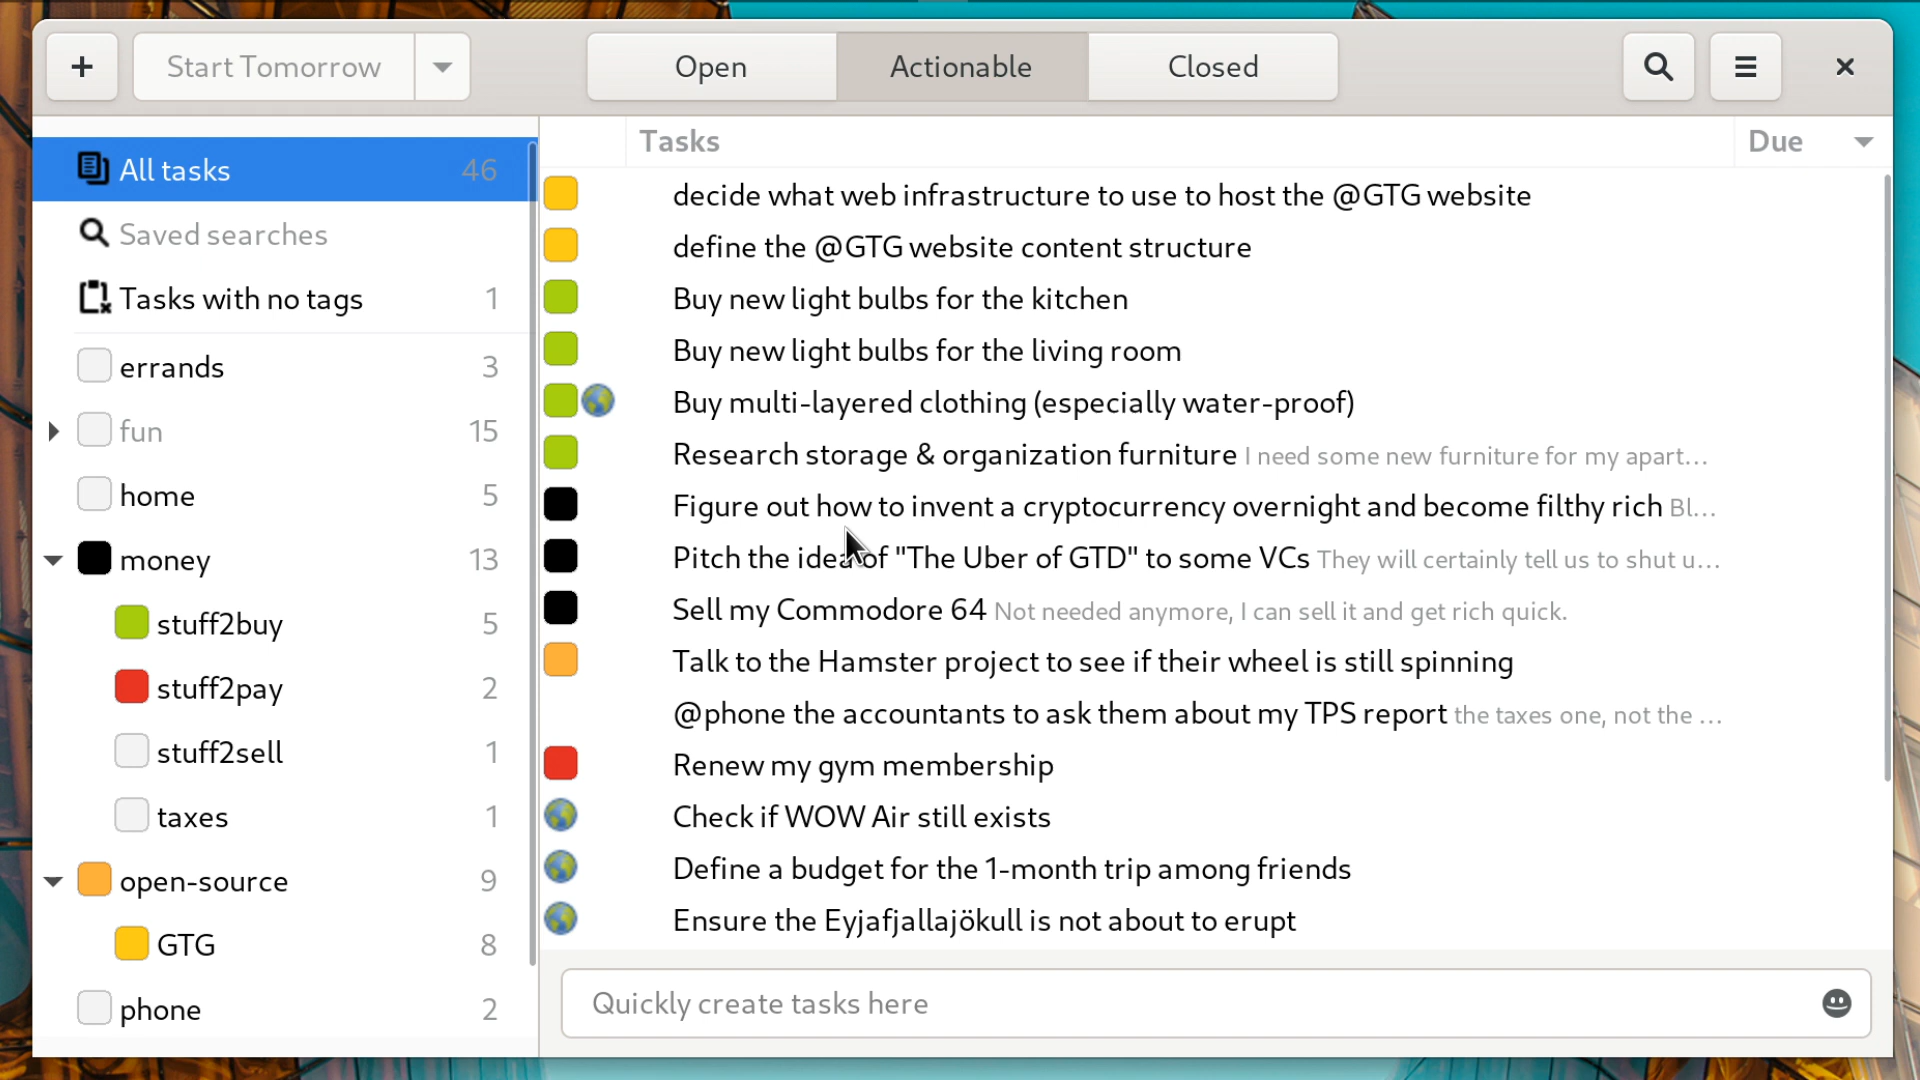 Start Tomorrow
Open
Actionable
Closed
All tasks 46
Saved searches
Tasks with no tags 1
errands 3
fun 15
home 5
money 13
stuff2buy 5
stuff2pay 2
stuff2sell 1
taxes 1
open-source 9
GTG 8
phone 2
Tasks Due
decide what web infrastructure to use to host the @GTG website
define the @GTG website content structure
Buy new light bulbs for the kitchen
Buy new light bulbs for the living room
Buy multi-layered clothing (especially water-proof)
Research storage & organization furniture I need some new furniture for my apart...
Figure out how to invent a cryptocurrency overnight and become filthy rich Bl...
Pitch the idea of "The Uber of GTD" to some VCs They will certainly tell us to shut u...
Sell my Commodore 64 Not needed anymore, I can sell it and get rich quick.
Talk to the Hamster project to see if their wheel is still spinning
@phone the accountants to ask them about my TPS report the taxes one, not the ...
Renew my gym membership
Check if WOW Air still exists
Define a budget for the 1-month trip among friends
Ensure the Eyjafjallajökull is not about to erupt
Quickly create tasks here